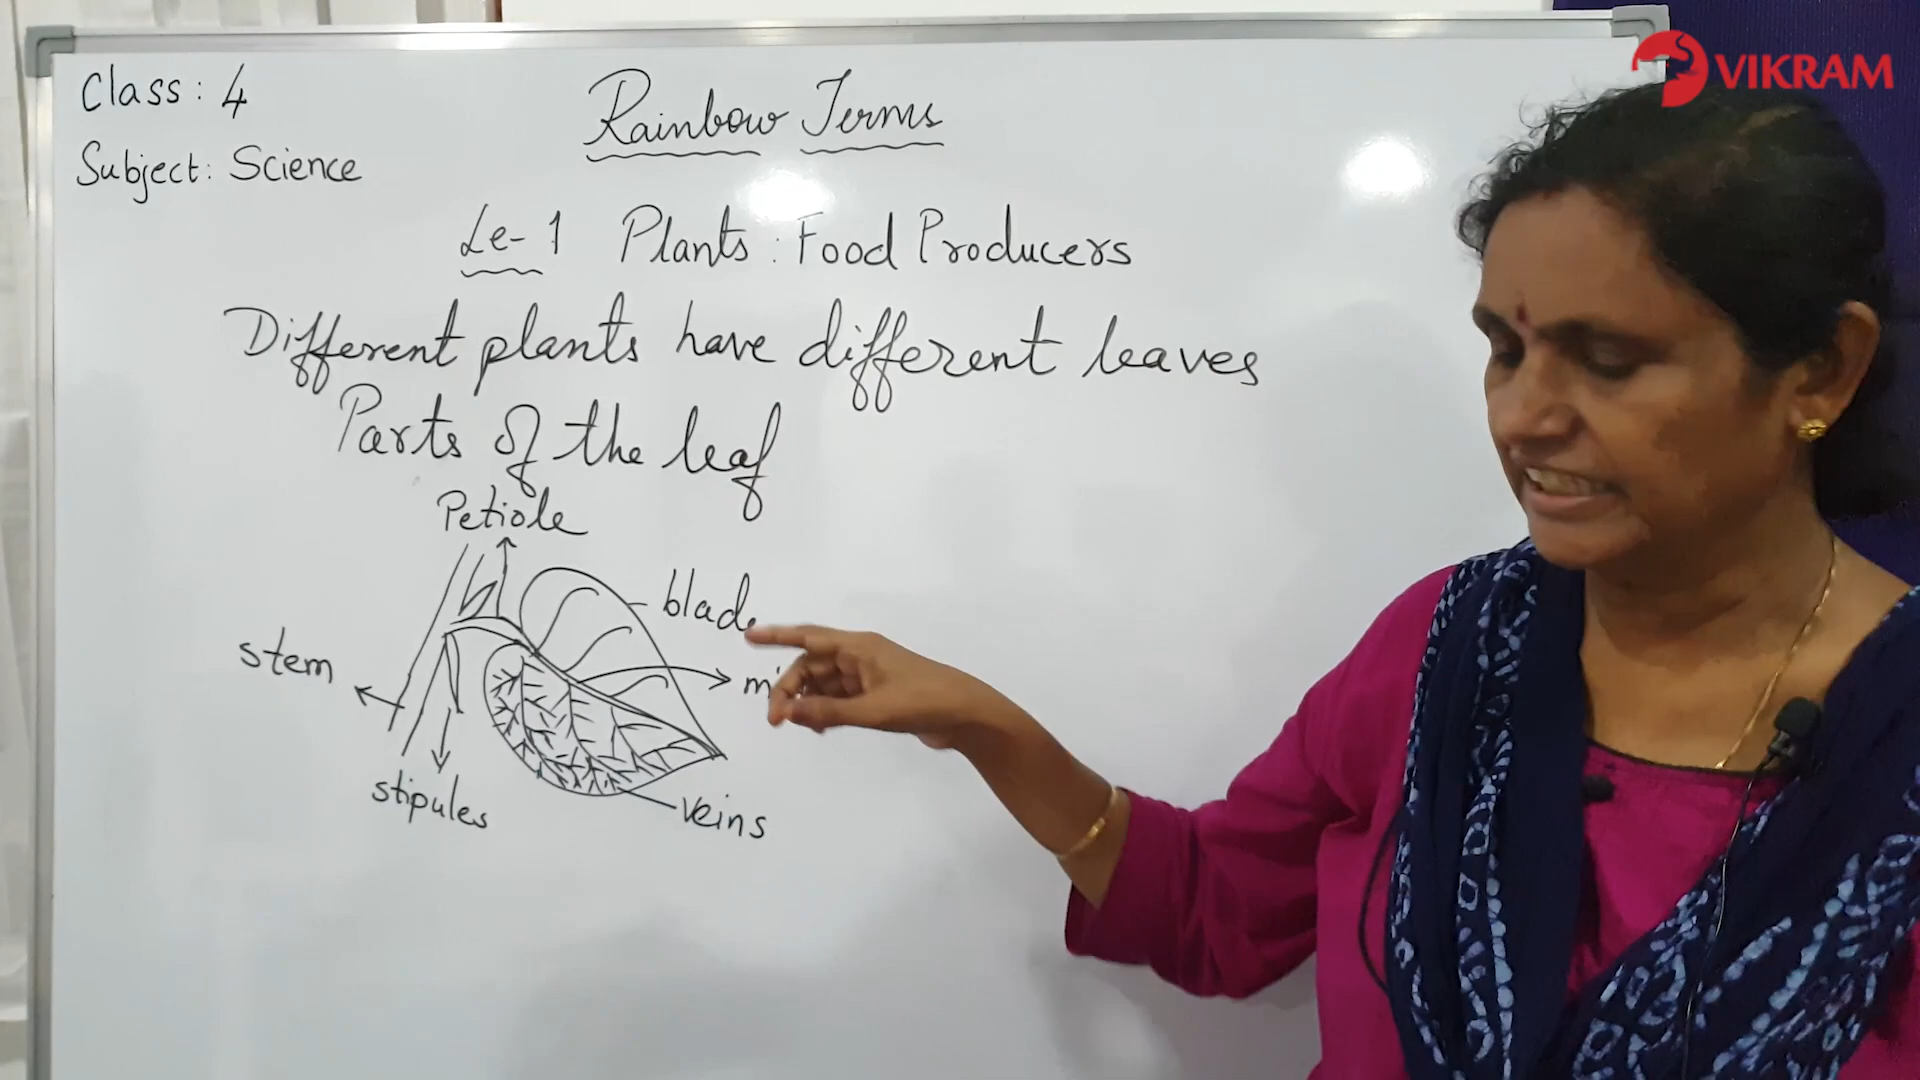 VIKRAM
Class: 4
Rainbow Terms
Subject: Science
Le-1 Plants: Food Producers
Different plants have different leaves
Parts of the leaf
Petiole
blade
stem
stipules
veins